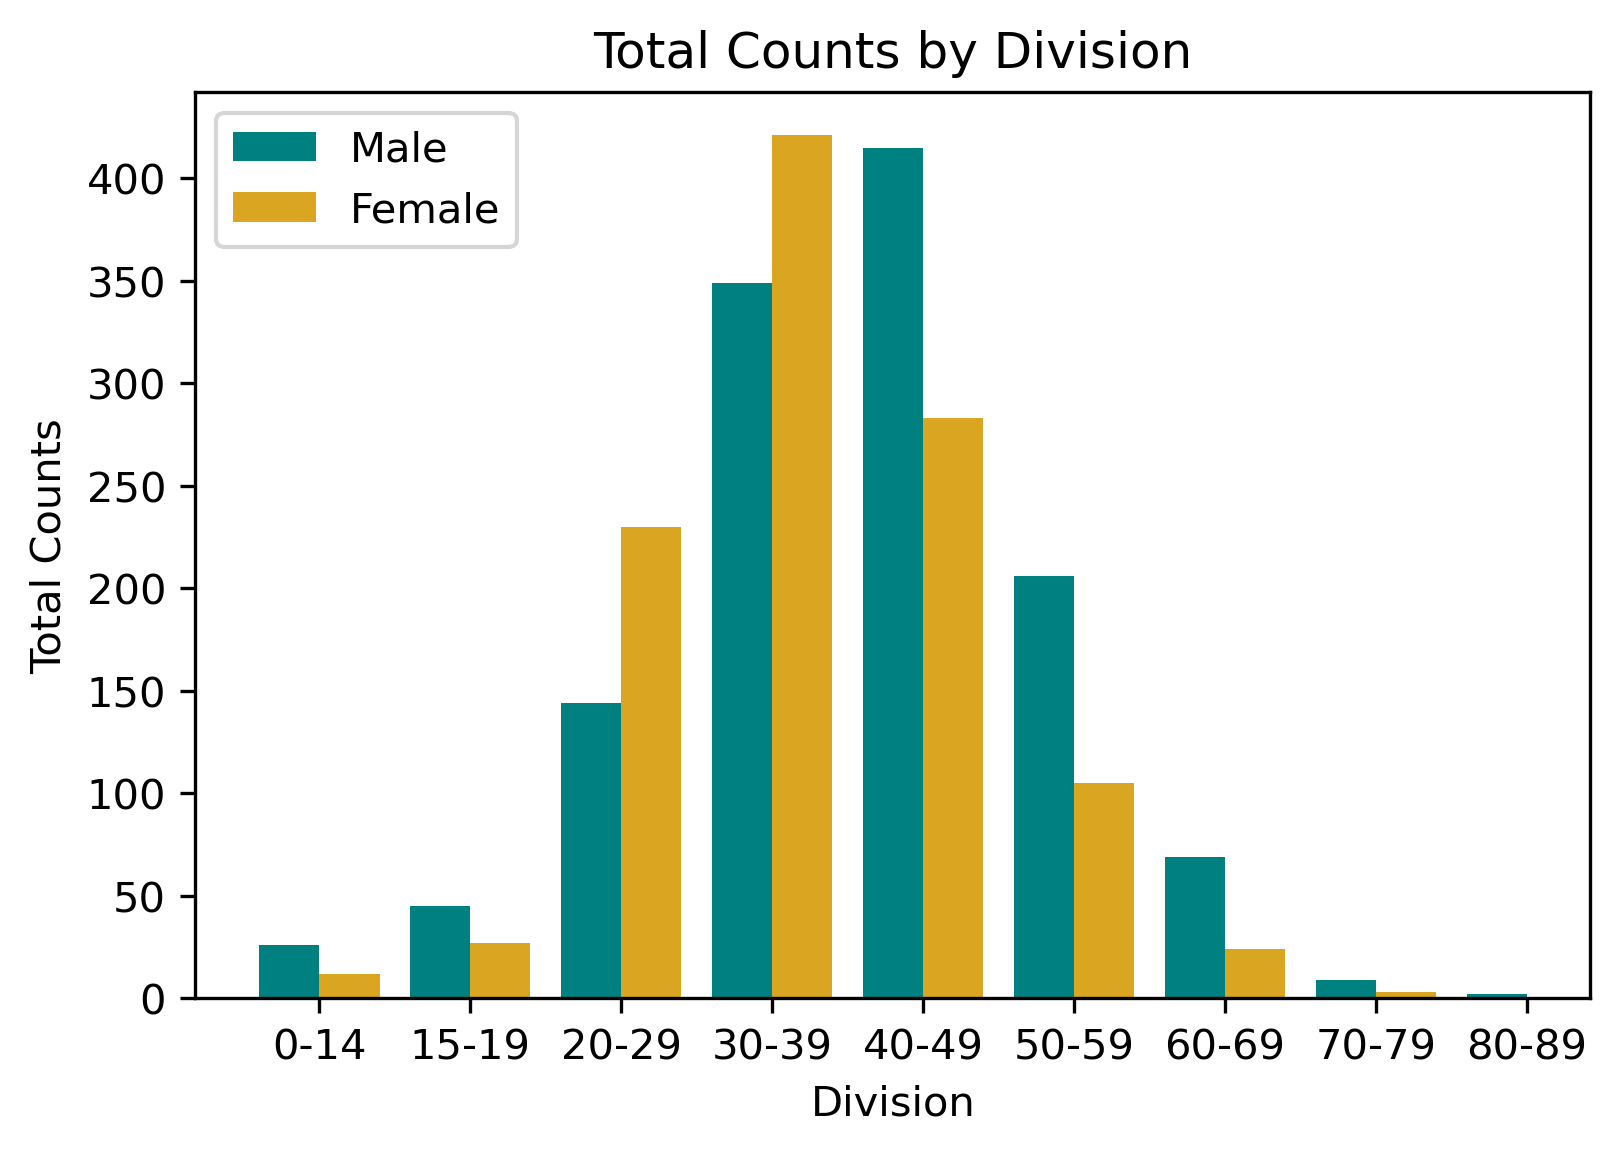 Total Counts by Division
Male
Female
Total Counts
400
350
300
250
200
150
100
50
0
0-14 15-19 20-29 30-39 40-49 50-59 60-69 70-79 80-89
Division